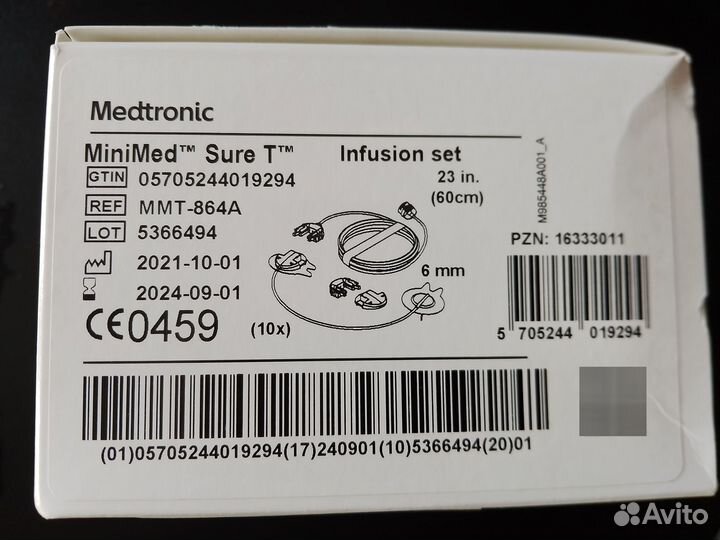 Medtronic
MiniMed™ Sure T™ Infusion set
GTIN 05705244019294
REF MMT-864A
LOT 5366494
2021-10-01
2024-09-01
CE0459
(10x)
23 in.
(60cm)
6 mm
M985448A001_A
PZN: 16333011
5 705244 019294
(01)05705244019294(17)240901(10)5366494(20)01
Avito